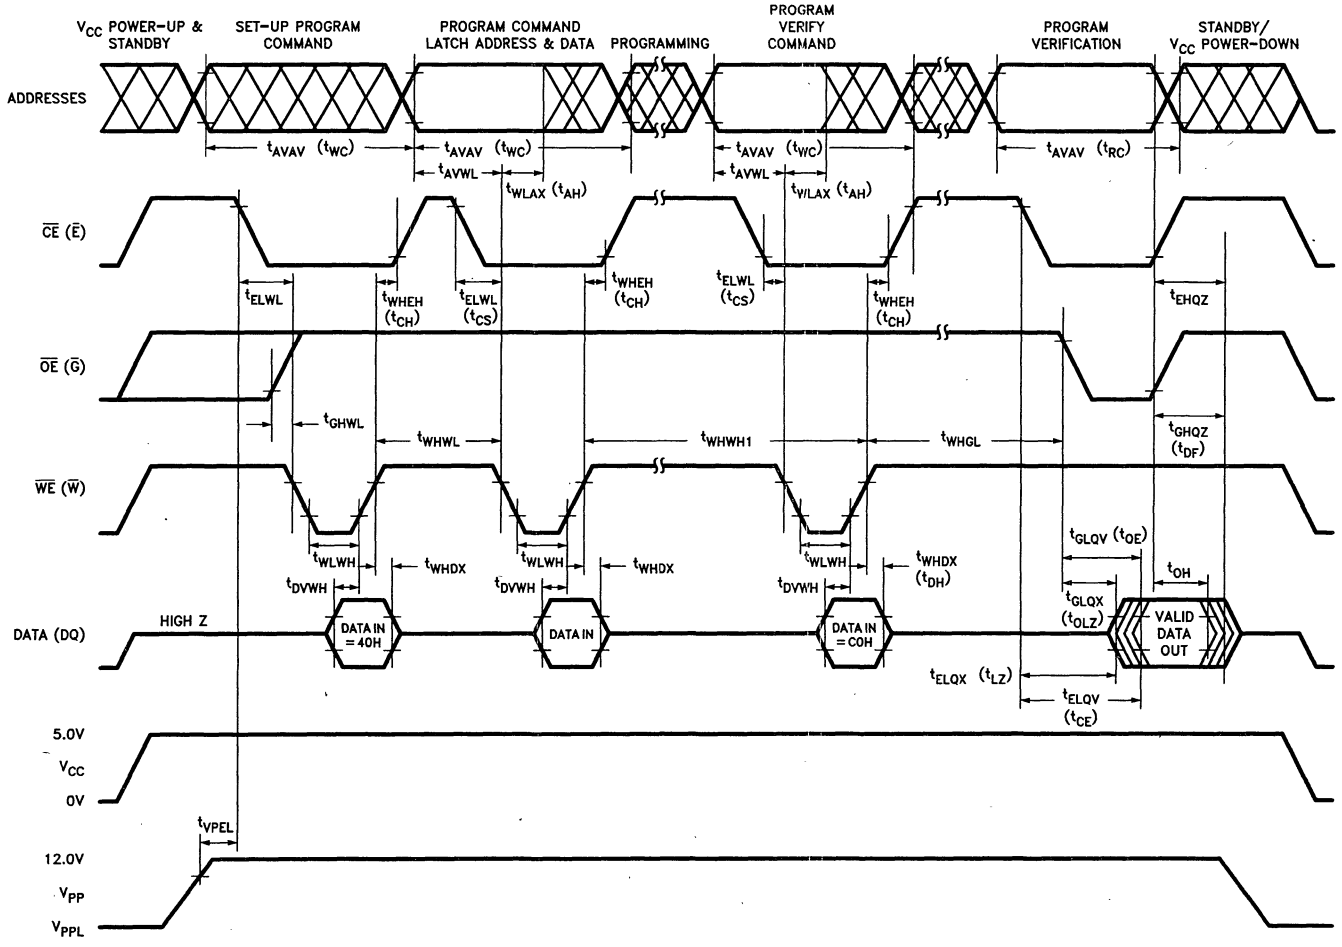 VCC POWER-UP &
STANDBY
SET-UP PROGRAM
COMMAND
PROGRAM COMMAND
LATCH ADDRESS & DATA
PROGRAMMING
PROGRAM
VERIFY
COMMAND
PROGRAM
VERIFICATION
STANDBY/
VCC POWER-DOWN
ADDRESSES
tAVAV (tWC)
tAVAV (tWC)
tAVAV (tWC)
tAVAV (tRC)
tAVWL
tWLAX (tAH)
tAVWL
tWLAX (tAH)
CE (E)
tELWL
tWHEH
(tCH)
tELWL
(tCS)
tWHEH
(tCH)
tELWL
(tCS)
tWHEH
(tCH)
tEHQZ
OE (G)
tGHWL
tWHWL
tWHWH1
tWHGL
tGHQZ
(tDF)
WE (W)
tWLWH
tWLWH
tWLWH
tGLQV (tOE)
tDVWH
tWHDX
tDVWH
tWHDX
tDVWH
tWHDX
(tDH)
tOH
tGLQX
(tOLZ)
DATA (DQ)
HIGH Z
DATA IN
= 40H
DATA IN
DATA IN
=C0H
VALID
DATA
OUT
tELQX (tLZ)
tELQV
(tCE)
5.0V
VCC
0V
tVPEL
12.0V
VPP
VPPL